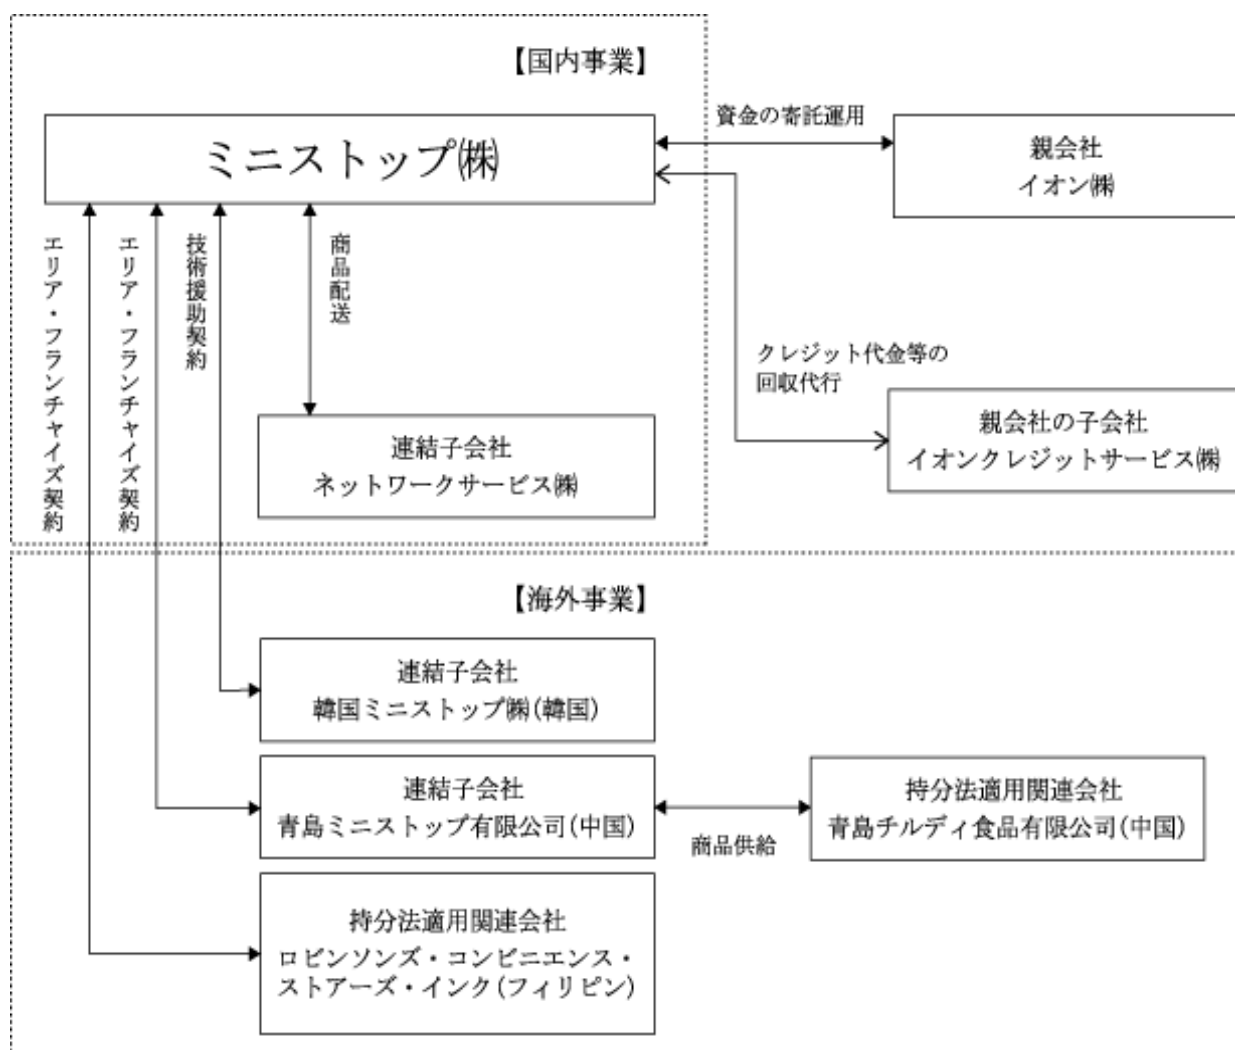 【国内事業】
ミニストップ㈱
資金の寄託運用
親会社
イオン㈱
エリア・フランチャイズ契約
エリア・フランチャイズ契約
技術援助契約
商品配送
クレジット代金等の
回収代行
連結子会社
ネットワークサービス㈱
親会社の子会社
イオンクレジットサービス㈱
【海外事業】
連結子会社
韓国ミニストップ㈱(韓国)
連結子会社
青島ミニストップ有限公司(中国)
商品供給
持分法適用関連会社
青島チルディ食品有限公司(中国)
持分法適用関連会社
ロビンソンズ・コンビニエンス・
ストアーズ・インク(フィリピン)